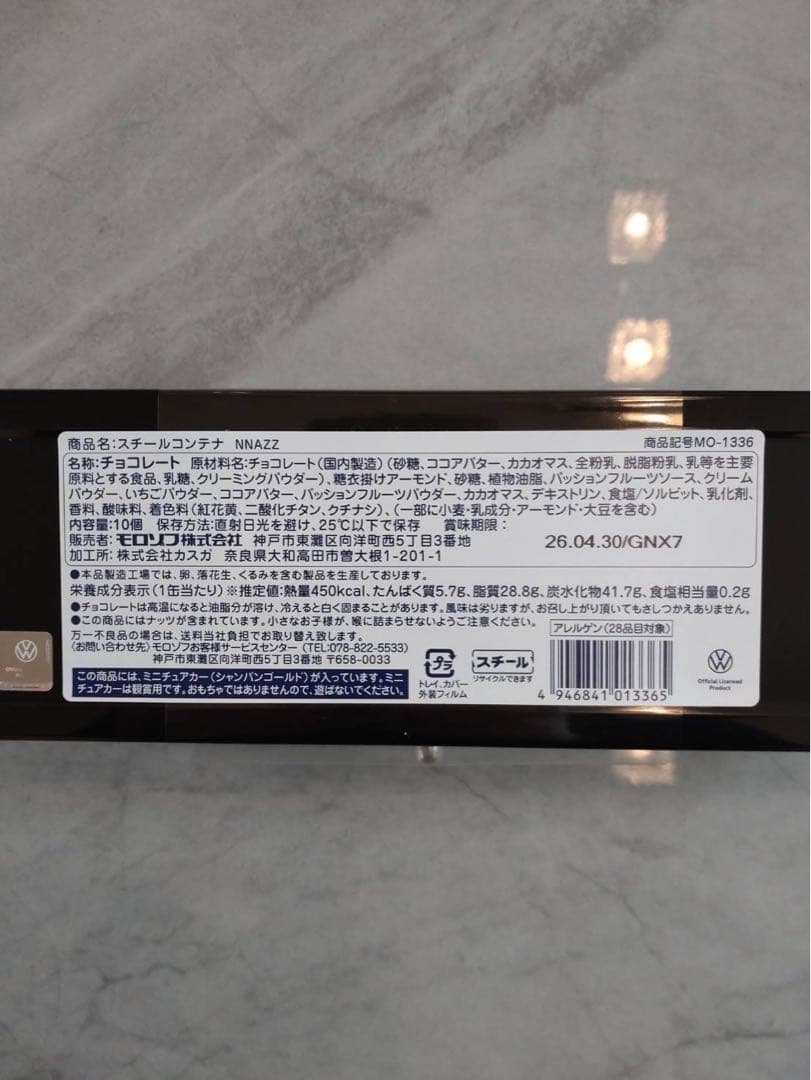 商品名:スチールコンテナ NNAZZ 商品記号MO-1336
名称:チョコレート 原材料名:チョコレート(国内製造)(砂糖、ココアバター、カカオマス、全粉乳、脱脂粉乳、乳等を主要
原料とする食品、乳糖、クリーミングパウダー)、糖衣掛けアーモンド、砂糖、植物油脂、パッションフルーツソース、クリーム
パウダー、いちごパウダー、ココアバター、パッションフルーツパウダー、カカオマス、デキストリン、食塩/ソルビット、乳化剤、
香料、酸味料、着色料(紅花黄、二酸化チタン、クチナシ)、(一部に小麦・乳成分・アーモンド・大豆を含む)
内容量:10個 保存方法:直射日光を避け、25℃以下で保存 賞味期限:
販売者:モロゾフ株式会社 神戸市東灘区向洋町西5丁目3番地 26.04.30/GNX7
加工所:株式会社カスガ 奈良県大和高田市曽大根1-201-1
●本品製造工場では、卵、落花生、くるみを含む製品を生産しております。
栄養成分表示(1缶当たり)※推定値:熱量450kcal、たんぱく質5.7g、脂質28.8g、炭水化物41.7g、食塩相当量0.2g
●チョコレートは高温になると油脂分が溶け、冷えると白く固まることがあります。風味は劣りますが、お召し上がり頂いてもさしつかえありません。
●この商品にはナッツが含まれています。小さなお子様が、喉に詰まらせないようご注意ください。
万一不良品の場合は、送料当社負担でお取り替え致します。
〈お問い合わせ先〉モロゾフお客様サービスセンター(TEL:078-822-5533)
神戸市東灘区向洋町西5丁目3番地 〒658-0033
この商品には、ミニチュアカー(シャンパンゴールド)が入っています。ミニ
チュアカーは観賞用です。おもちゃではありませんので、遊ばないでください。
プラ
トレイ、カバー
外装フィルム
スチール
リサイクルできます
アレルゲン(28品目対象)
4 946841 013365
Official Licensed
Product